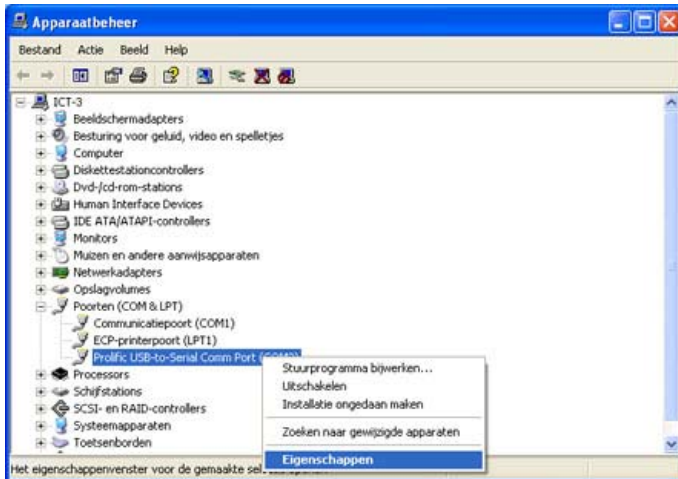 Apparaatbeheer
Bestand Actie Beeld Help
ICT-3
Beeldschermadapters
Besturing voor geluid, video en spelletjes
Computer
Diskettestationcontrollers
Dvd-/cd-rom-stations
Human Interface Devices
IDE ATA/ATAPI-controllers
Monitors
Muizen en andere aanwijsapparaten
Netwerkadapters
Opslagvolumes
Poorten (COM & LPT)
Communicatiepoort (COM1)
ECP-printerpoort (LPT1)
Prolific USB-to-Serial Comm Port
Processors
Schijfstations
SCSI- en RAID-controllers
Systeemapparaten
Toetsenborden
Stuurprogramma bijwerken...
Uitschakelen
Installatie ongedaan maken
Zoeken naar gewijzigde apparaten
Eigenschappen
Het eigenschappenvenster voor de gemaakte